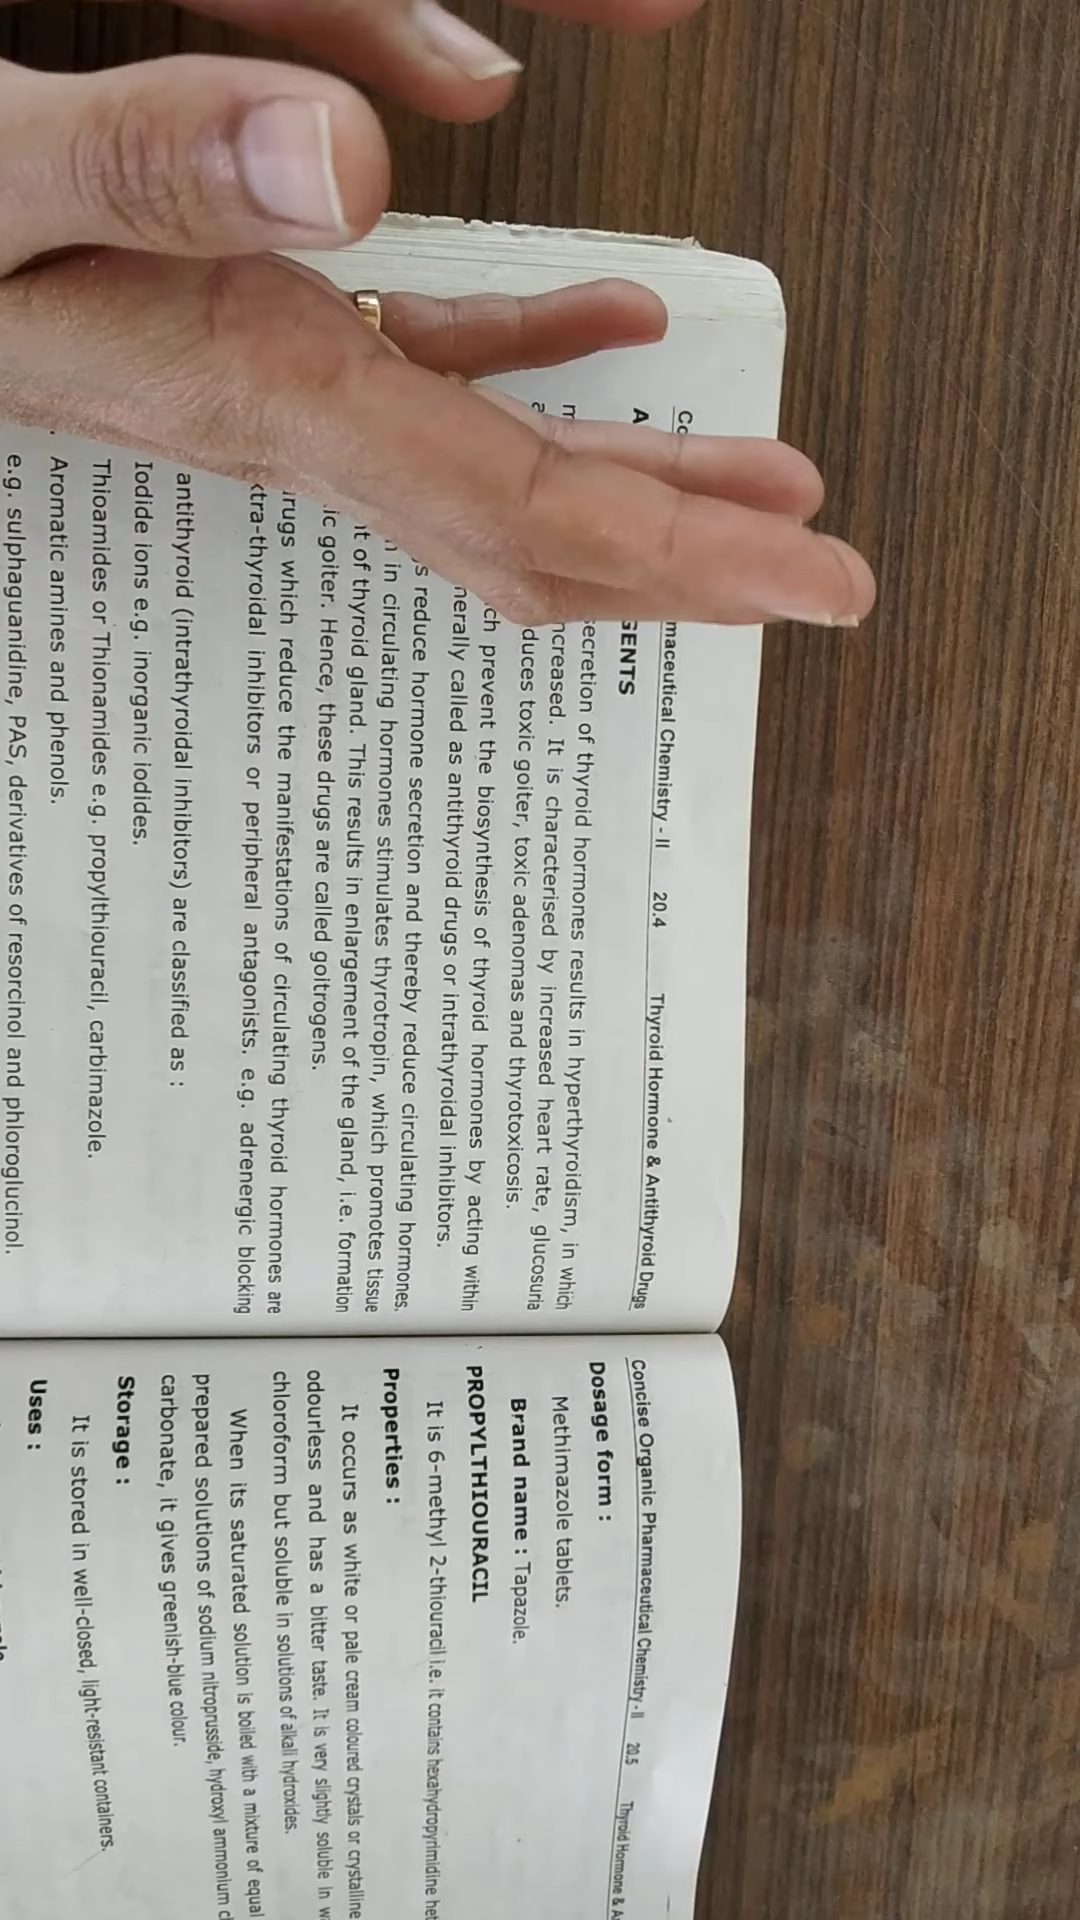 maceutical Chemistry - II 20.4 Thyroid Hormone & Antithyroid Drugs
A GENTS
secretion of thyroid hormones results in hyperthyroidism, in which
ncreased. It is characterised by increased heart rate, glucosuria
duces toxic goiter, toxic adenomas and thyrotoxicosis.
ch prevent the biosynthesis of thyroid hormones by acting within
nerally called as antithyroid drugs or intrathyroidal inhibitors.
s reduce hormone secretion and thereby reduce circulating hormones.
n in circulating hormones stimulates thyrotropin, which promotes tissue
t of thyroid gland. This results in enlargement of the gland, i.e. formation
ic goiter. Hence, these drugs are called goitrogens.
rugs which reduce the manifestations of circulating thyroid hormones are
xtra-thyroidal inhibitors or peripheral antagonists. e.g. adrenergic blocking
antithyroid (intrathyroidal inhibitors) are classified as :
Iodide ions e.g. inorganic iodides.
Thioamides or Thionamides e.g. propylthiouracil, carbimazole.
Aromatic amines and phenols.
e.g. sulphaguanidine, PAS, derivatives of resorcinol and phloroglucinol.
Concise Organic Pharmaceutical Chemistry - II 20.5 Thyroid Hormone & A
Dosage form :
Methimazole tablets.
Brand name : Tapazole.
PROPYLTHIOURACIL
It is 6-methyl 2-thiouracil i.e. it contains hexahydropyrimidine het
Properties :
It occurs as white or pale cream coloured crystals or crystalline
odourless and has a bitter taste. It is very slightly soluble in w
chloroform but soluble in solutions of alkali hydroxides.
When its saturated solution is boiled with a mixture of equal
prepared solutions of sodium nitroprusside, hydroxyl ammonium c
carbonate, it gives greenish-blue colour.
Storage :
It is stored in well-closed, light-resistant containers.
Uses :